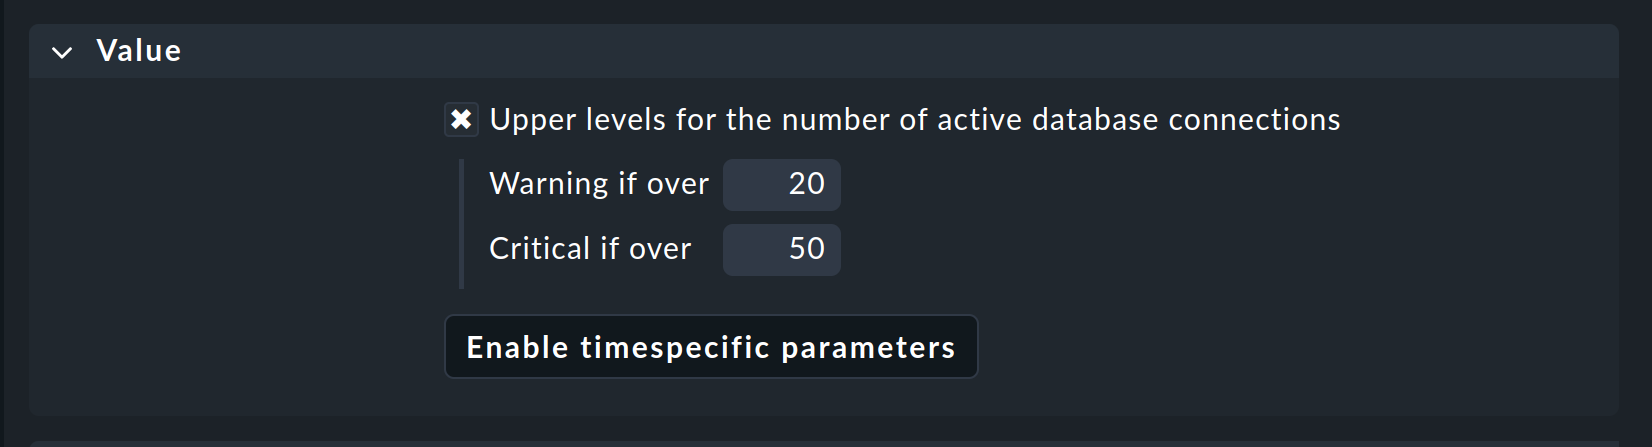 Value
Upper levels for the number of active database connections
Warning if over 20
Critical if over 50
Enable timespecific parameters